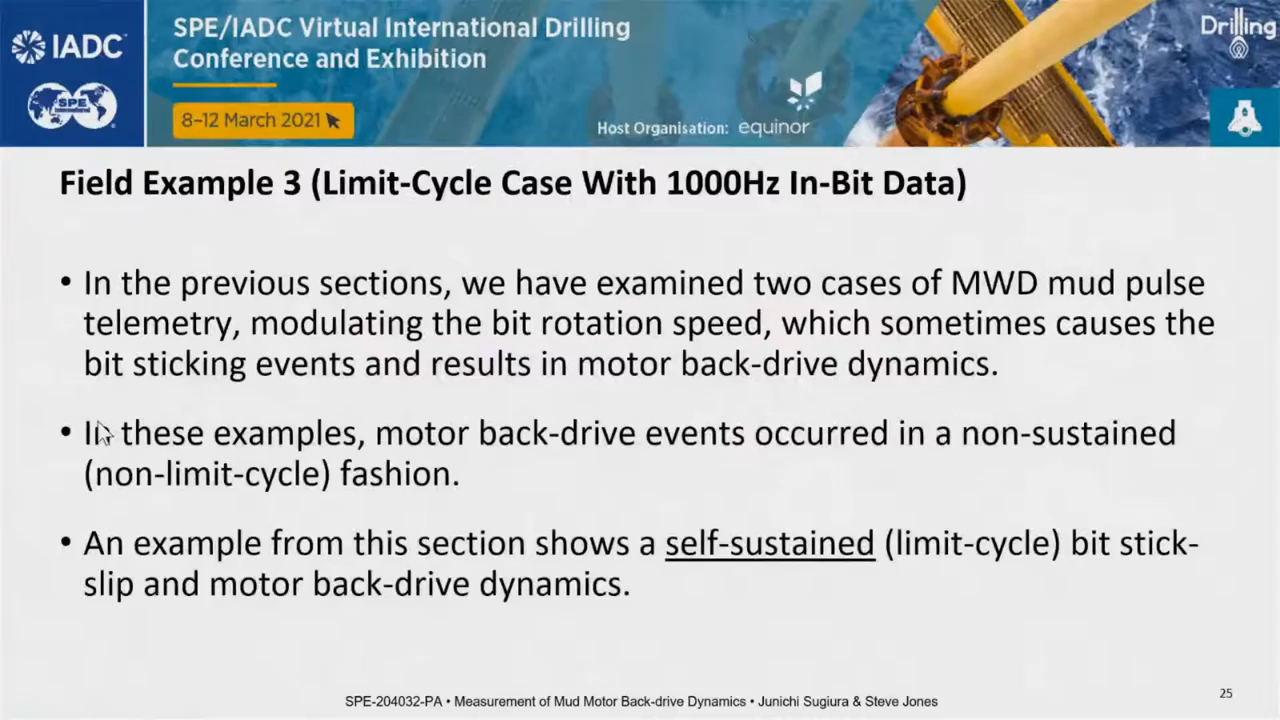 IADC
SPE
International
SPE/IADC Virtual International Drilling
Conference and Exhibition
8–12 March 2021
Host Organisation: equinor
Drilling
Field Example 3 (Limit-Cycle Case With 1000Hz In-Bit Data)
• In the previous sections, we have examined two cases of MWD mud pulse
telemetry, modulating the bit rotation speed, which sometimes causes the
bit sticking events and results in motor back-drive dynamics.
• In these examples, motor back-drive events occurred in a non-sustained
(non-limit-cycle) fashion.
• An example from this section shows a self-sustained (limit-cycle) bit stick-
slip and motor back-drive dynamics.
SPE-204032-PA • Measurement of Mud Motor Back-drive Dynamics • Junichi Sugiura & Steve Jones
25